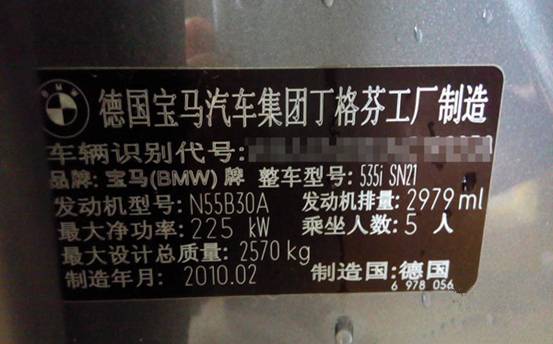 BMW
德国宝马汽车集团丁格芬工厂制造
车辆识别代号:
品牌: 宝马(BMW) 牌 整车型号: 535i SN21
发动机型号: N55B30A 发动机排量: 2979 ml
最大净功率: 225 kW 乘坐人数: 5 人
最大设计总质量: 2570 kg
制造年月: 2010.02 制造国: 德国
6 978 056